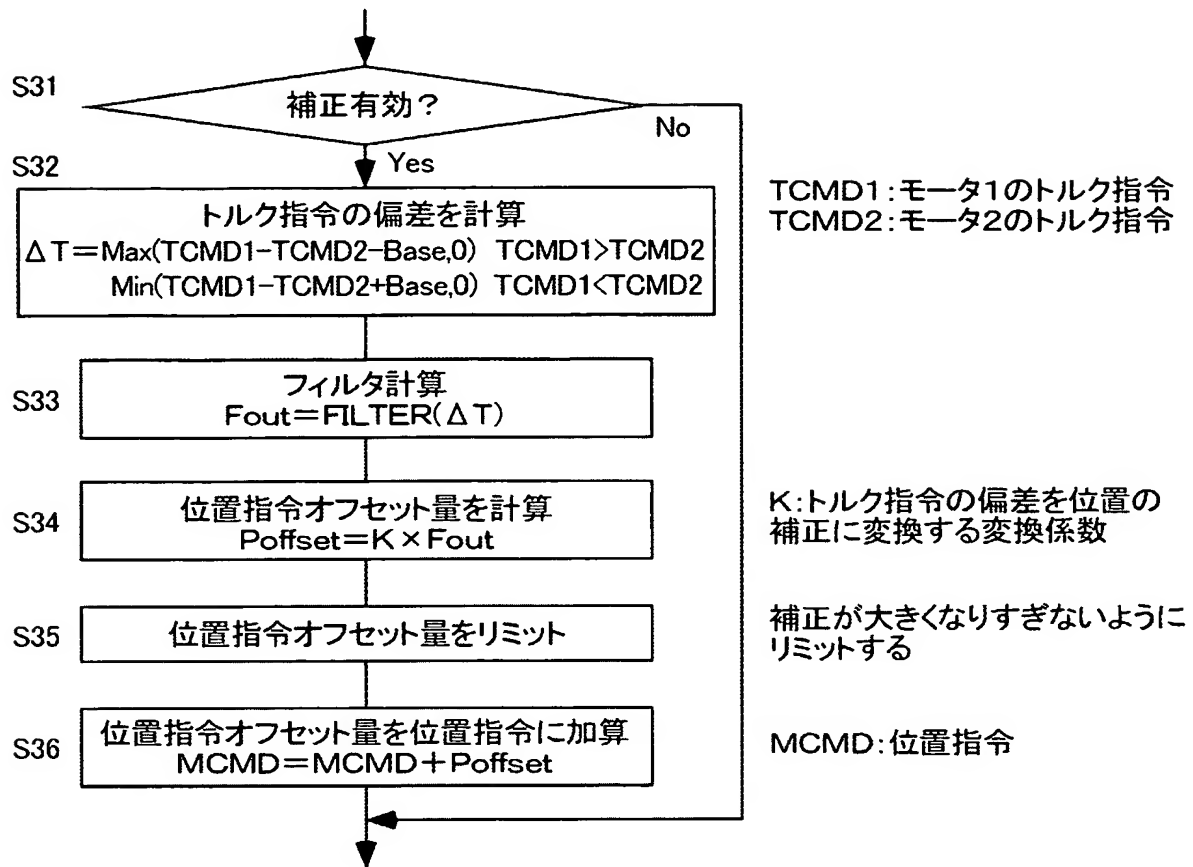 S31
補正有効？
No
Yes
S32
トルク指令の偏差を計算
ΔT＝Max(TCMD1-TCMD2-Base,0) TCMD1>TCMD2
Min(TCMD1-TCMD2+Base,0) TCMD1<TCMD2
TCMD1：モータ1のトルク指令
TCMD2：モータ2のトルク指令
S33
フィルタ計算
Fout＝FILTER(ΔT)
S34
位置指令オフセット量を計算
Poffset＝K×Fout
K：トルク指令の偏差を位置の
補正に変換する変換係数
S35
位置指令オフセット量をリミット
補正が大きくなりすぎないように
リミットする
S36
位置指令オフセット量を位置指令に加算
MCMD＝MCMD＋Poffset
MCMD：位置指令